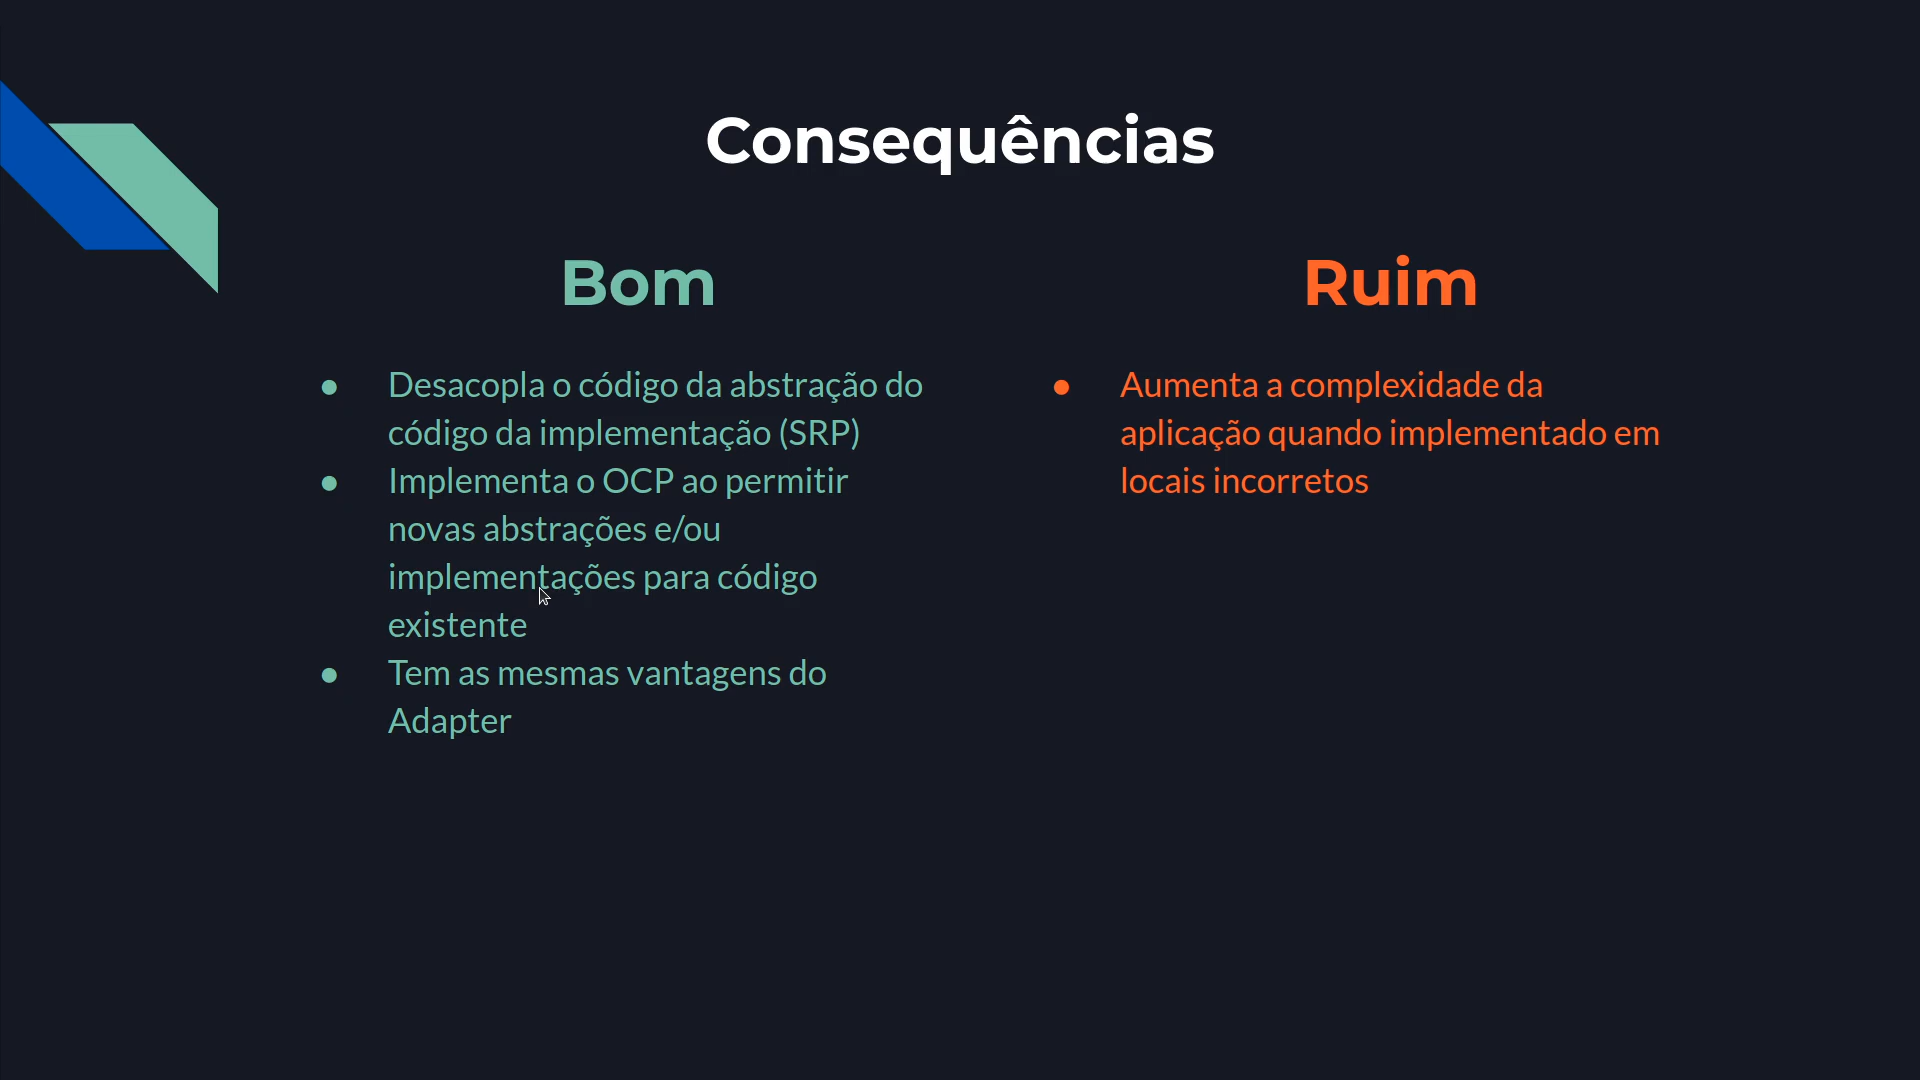 Consequências
Bom
● Desacopla o código da abstração do
código da implementação (SRP)
● Implementa o OCP ao permitir
novas abstrações e/ou
implementações para código
existente
● Tem as mesmas vantagens do
Adapter
Ruim
● Aumenta a complexidade da
aplicação quando implementado em
locais incorretos